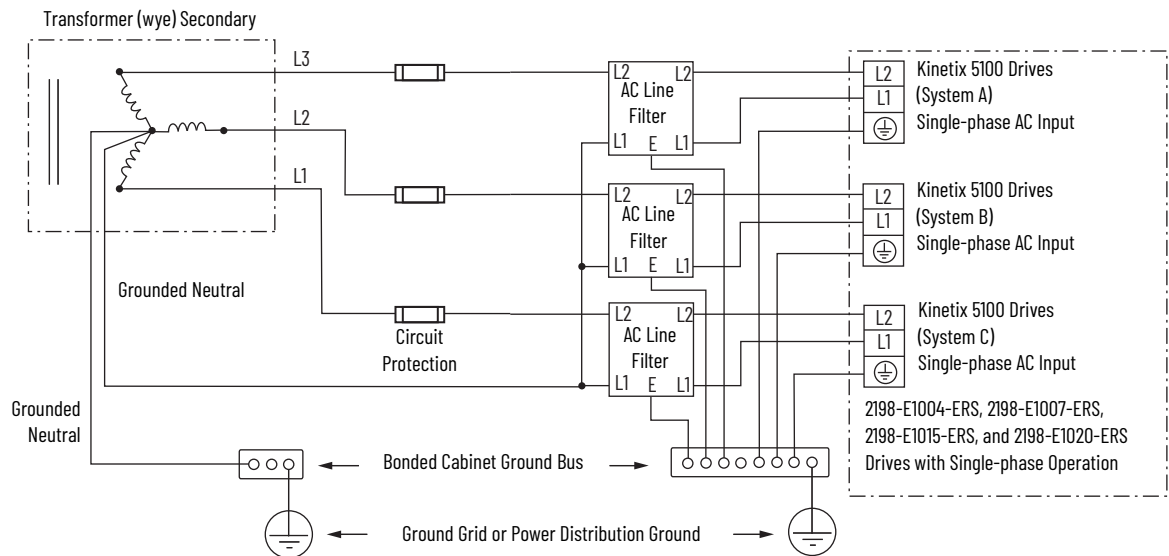 Transformer (wye) Secondary
L3
L2
L1
Grounded Neutral
Grounded
Neutral
Circuit
Protection
L2 L2
AC Line
Filter
L1 E L1
L2 L2
AC Line
Filter
L1 E L1
L2 L2
AC Line
Filter
L1 E L1
L2
L1
Kinetix 5100 Drives
(System A)
Single-phase AC Input
L2
L1
Kinetix 5100 Drives
(System B)
Single-phase AC Input
L2
L1
Kinetix 5100 Drives
(System C)
Single-phase AC Input
2198-E1004-ERS, 2198-E1007-ERS,
2198-E1015-ERS, and 2198-E1020-ERS
Drives with Single-phase Operation
Bonded Cabinet Ground Bus
Ground Grid or Power Distribution Ground